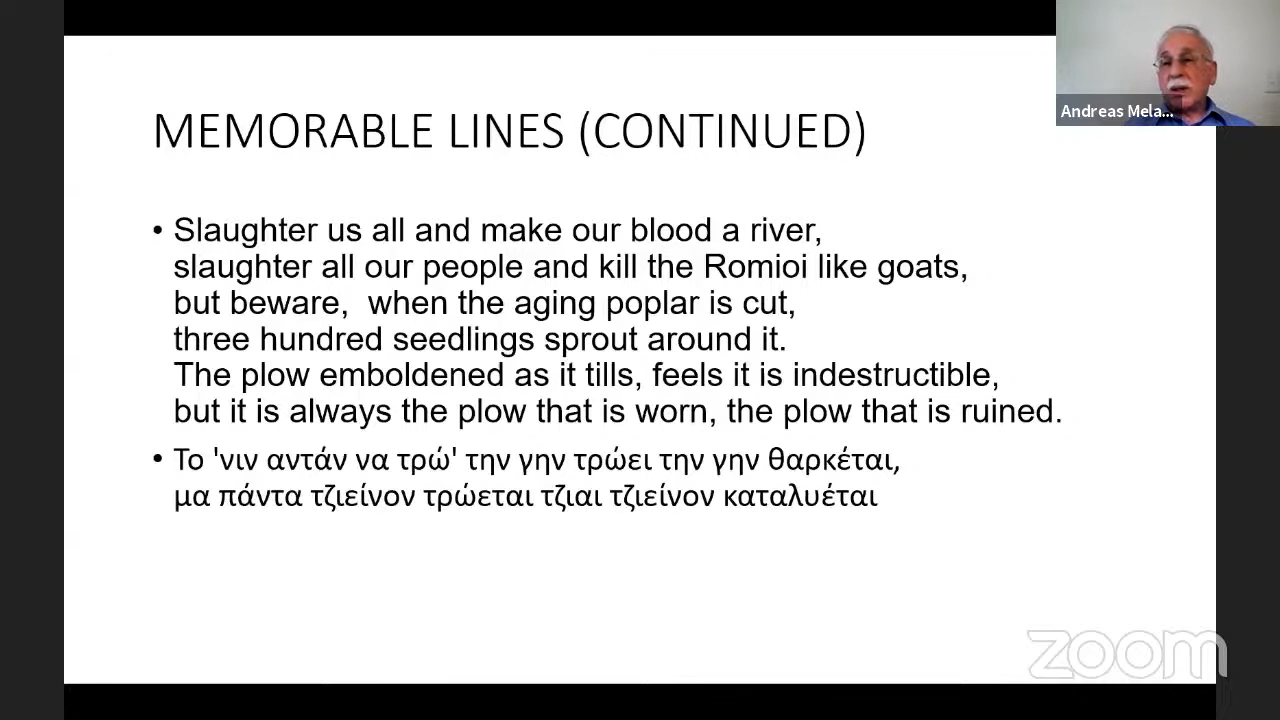 MEMORABLE LINES (CONTINUED)
• Slaughter us all and make our blood a river,
slaughter all our people and kill the Romioi like goats,
but beware,  when the aging poplar is cut,
three hundred seedlings sprout around it.
The plow emboldened as it tills, feels it is indestructible,
but it is always the plow that is worn, the plow that is ruined.
• Το 'νιν αντάν να τρώ' την γην τρώει την γην θαρκέται,
μα πάντα τζιείνον τρώεται τζιαι τζιείνον καταλυέται
Andreas Mela...
zoom